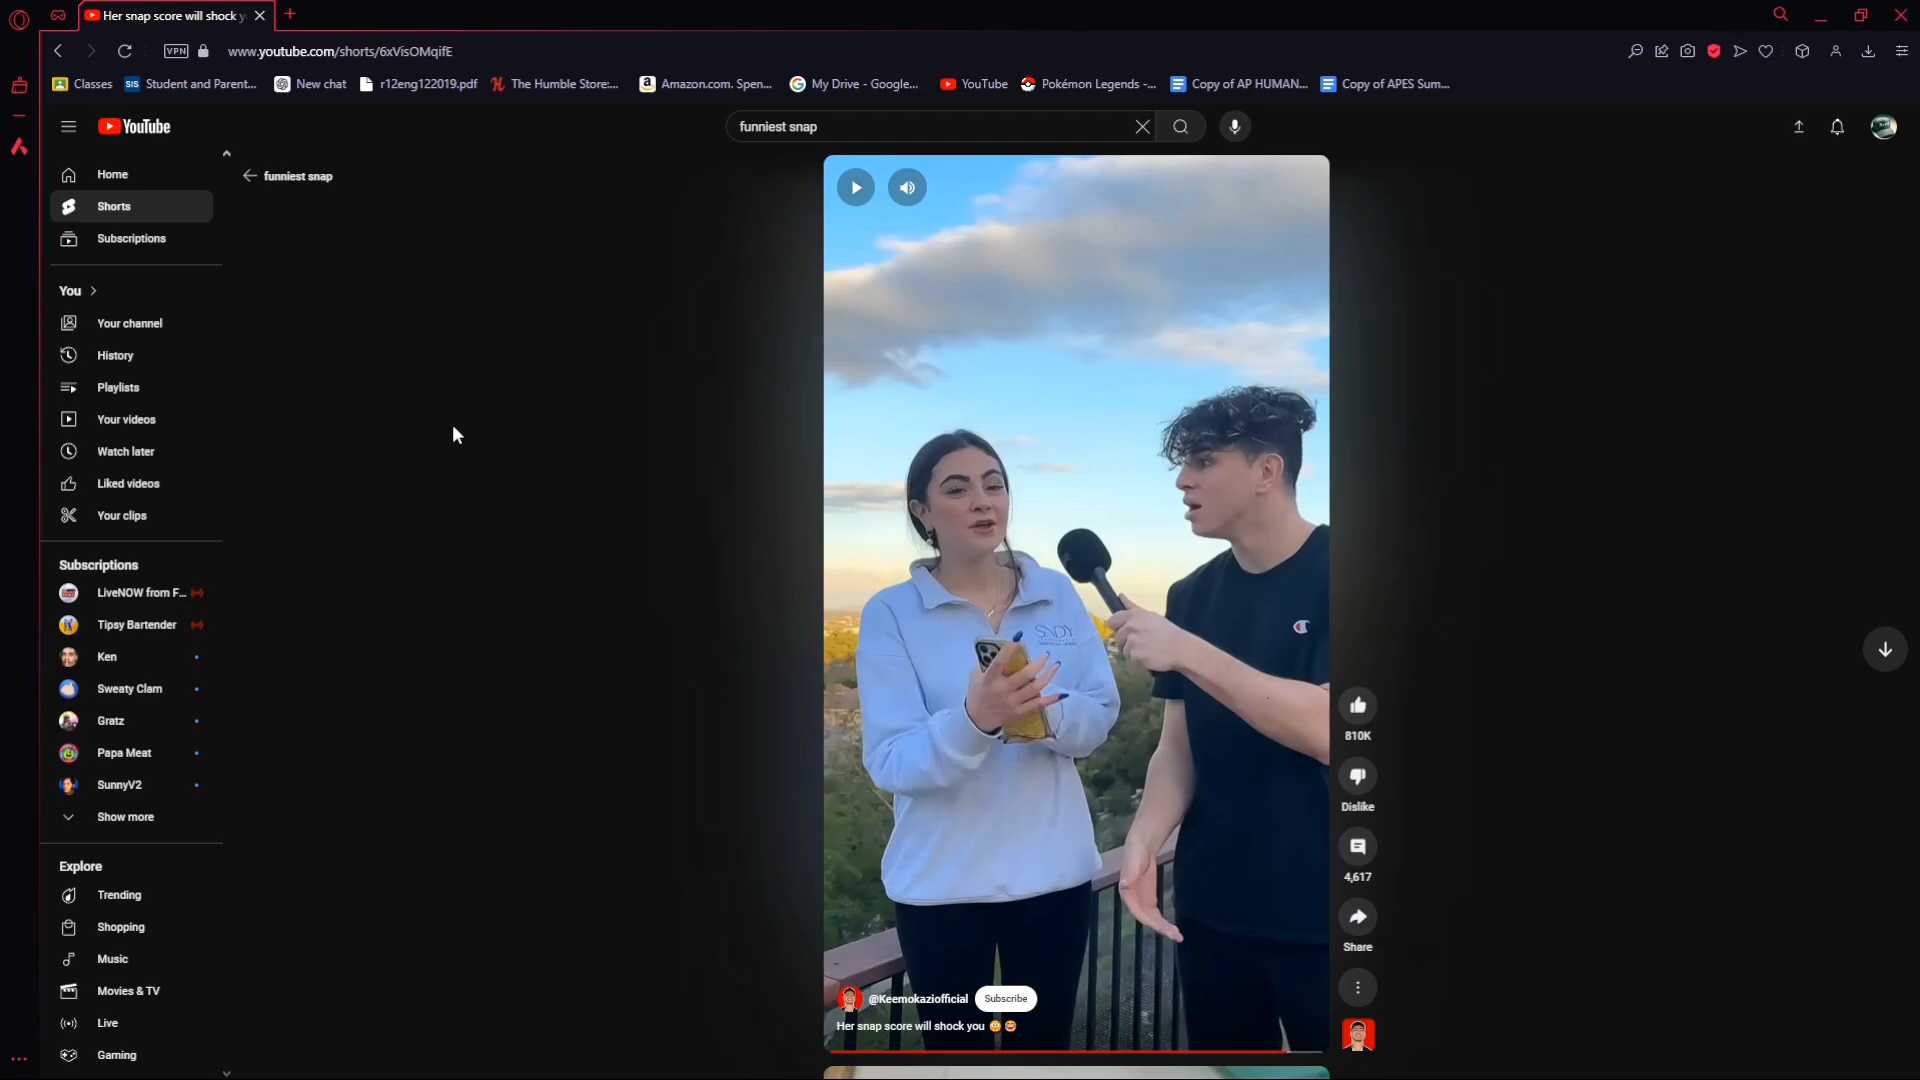 Her snap score will shock y
VPN
www.youtube.com/shorts/6xVisOMqifE
Classes
SIS Student and Parent...
New chat
r12eng122019.pdf
The Humble Store:...
Amazon.com. Spen...
My Drive - Google...
YouTube
Pokémon Legends -...
Copy of AP HUMAN...
Copy of APES Sum...
YouTube
funniest snap
funniest snap
Home
Shorts
Subscriptions
You
Your channel
History
Playlists
Your videos
Watch later
Liked videos
Your clips
Subscriptions
LiveNOW from F...
Tipsy Bartender
Ken
Sweaty Clam
Gratz
Papa Meat
SunnyV2
Show more
Explore
Trending
Shopping
Music
Movies & TV
Live
Gaming
810K
Dislike
4,617
Share
@Keemokaziofficial
Subscribe
Her snap score will shock you 😳😆